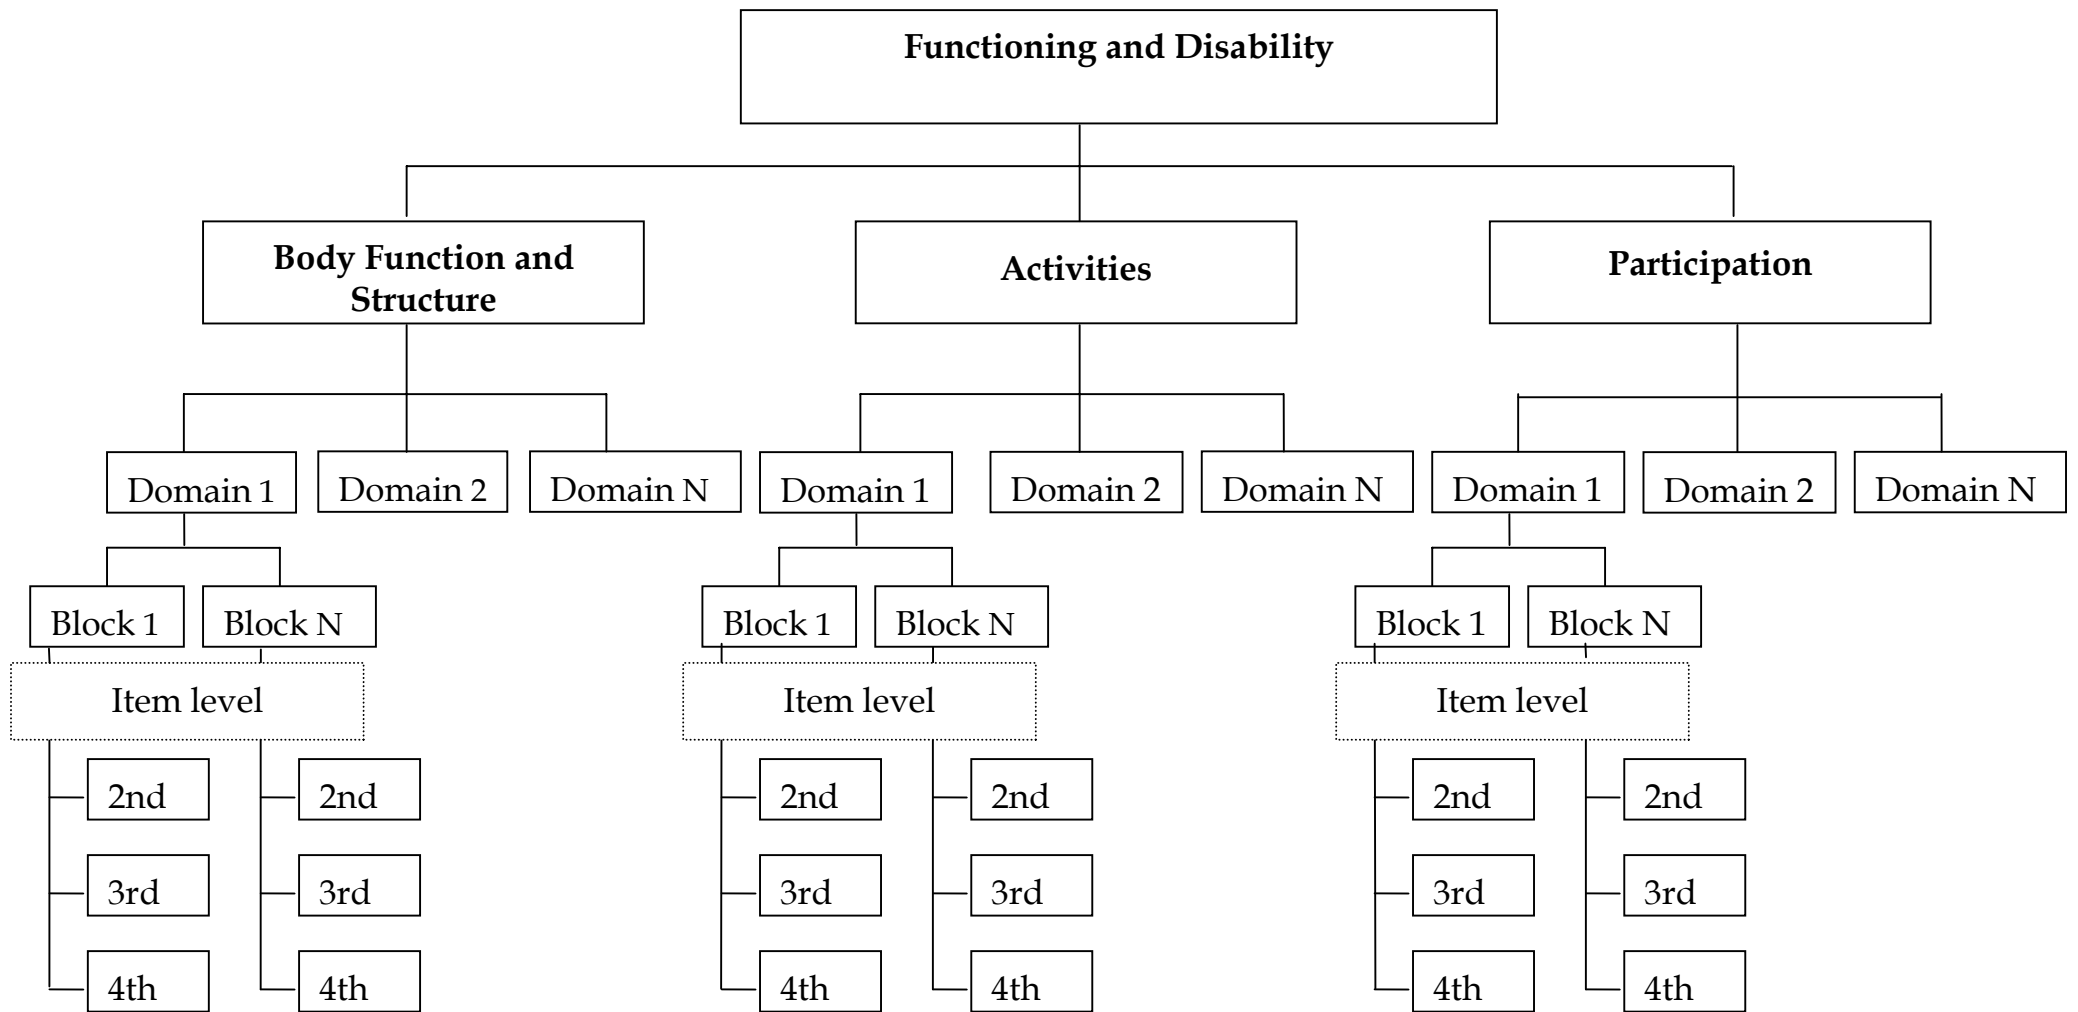 Functioning and Disability
Body Function and
Structure
Activities
Participation
Domain 1
Domain 2
Domain N
Domain 1
Domain 2
Domain N
Domain 1
Domain 2
Domain N
Block 1
Block N
Block 1
Block N
Block 1
Block N
Item level
Item level
Item level
2nd
2nd
2nd
2nd
2nd
2nd
3rd
3rd
3rd
3rd
3rd
3rd
4th
4th
4th
4th
4th
4th